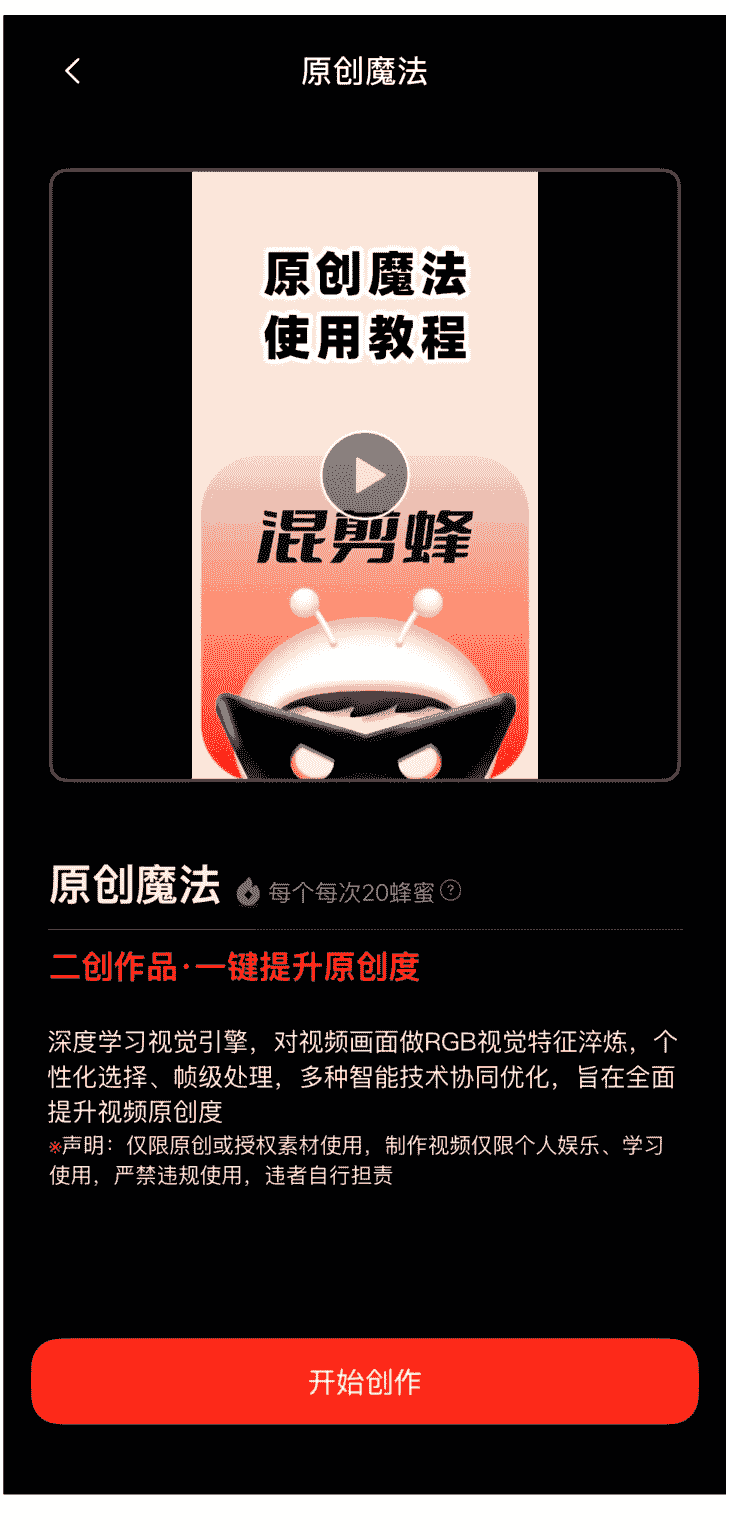 原创魔法
原创魔法
使用教程
混剪蜂
原创魔法 每个每次20蜂蜜?
二创作品·一键提升原创度
深度学习视觉引擎，对视频画面做RGB视觉特征淬炼，个
性化选择、帧级处理，多种智能技术协同优化，旨在全面
提升视频原创度
※声明：仅限原创或授权素材使用，制作视频仅限个人娱乐、学习
使用，严禁违规使用，违者自行担责
开始创作